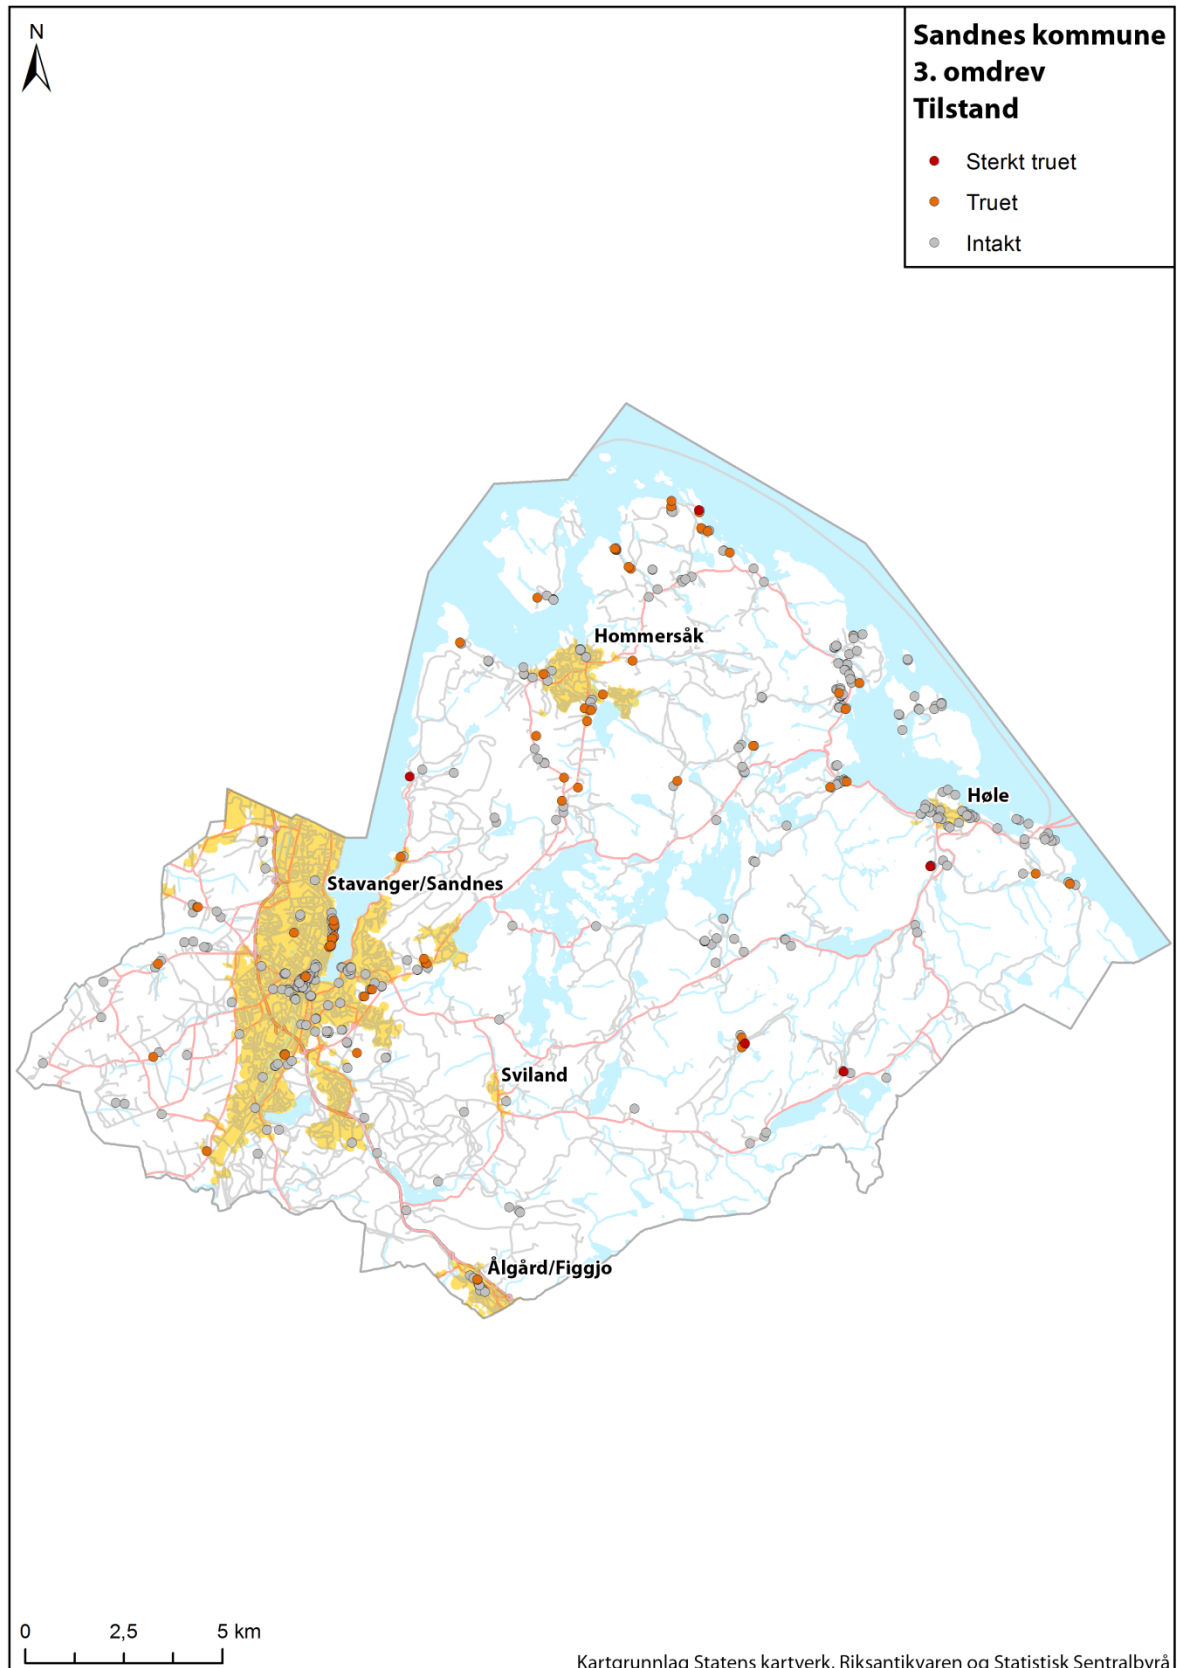 N
Sandnes kommune
3. omdrev
Tilstand
Sterkt truet
Truet
Intakt
Hommersåk
Høle
Stavanger/Sandnes
Sviland
Ålgård/Figgjo
0 2,5 5 km
Kartgrunnlag Statens kartverk, Riksantikvaren og Statistisk Sentralbyrå